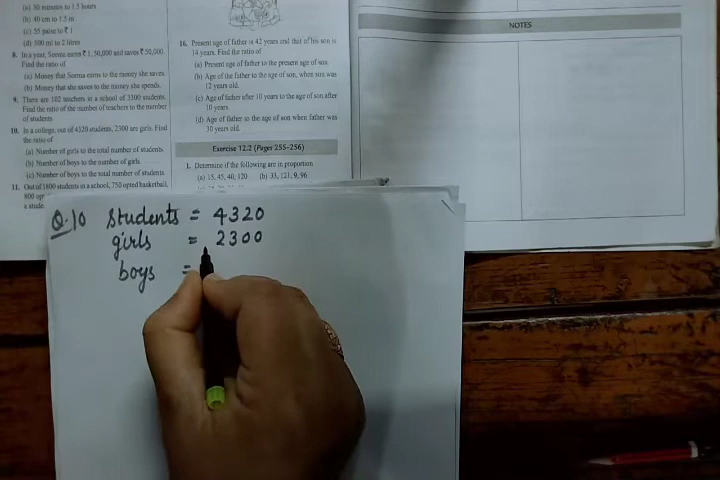 (a) 30 minutes to 1.5 hours
(b) 40 cm to 1.5 m
(c) 55 paise to ₹ 1
(d) 500 ml to 2 litres
8. In a year, Seema earns ₹ 1,50,000 and saves ₹ 50,000.
Find the ratio of
(a) Money that Seema earns to the money she saves.
(b) Money that she saves to the money she spends.
9. There are 102 teachers in a school of 3300 students.
Find the ratio of the number of teachers to the number
of students.
10. In a college, out of 4320 students, 2300 are girls. Find
the ratio of
(a) Number of girls to the total number of students.
(b) Number of boys to the number of girls.
(c) Number of boys to the total number of students.
11. Out of 1800 students in a school, 750 opted basketball,
800 op
a stude
16. Present age of father is 42 years and that of his son is
14 years. Find the ratio of
(a) Present age of father to the present age of son.
(b) Age of the father to the age of son, when son was
12 years old.
(c) Age of father after 10 years to the age of son after
10 years.
(d) Age of father to the age of son when father was
30 years old.
Exercise 12.2 (Pages 255-256)
1. Determine if the following are in proportion
(a) 15, 45, 40, 120 (b) 33, 121, 9, 96
NOTES
Q.10 students = 4320
girls = 2300
boys =